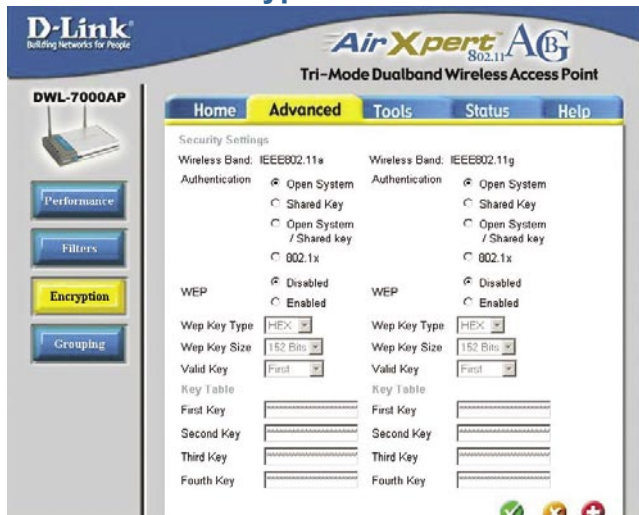 D-Link
Building Networks for People
Air Xpert 802.11 ABG
Tri-Mode Dualband Wireless Access Point
DWL-7000AP
Home Advanced Tools Status Help
Performance
Filters
Encryption
Grouping
Security Settings
Wireless Band: IEEE802.11a Wireless Band: IEEE802.11g
Authentication Open System Authentication Open System
Shared Key Shared Key
Open System / Shared key Open System / Shared key
802.1x 802.1x
WEP Disabled WEP Disabled
Enabled Enabled
Wep Key Type HEX Wep Key Type HEX
Wep Key Size 152 Bits Wep Key Size 152 Bits
Valid Key First Valid Key First
Key Table Key Table
First Key First Key
Second Key Second Key
Third Key Third Key
Fourth Key Fourth Key